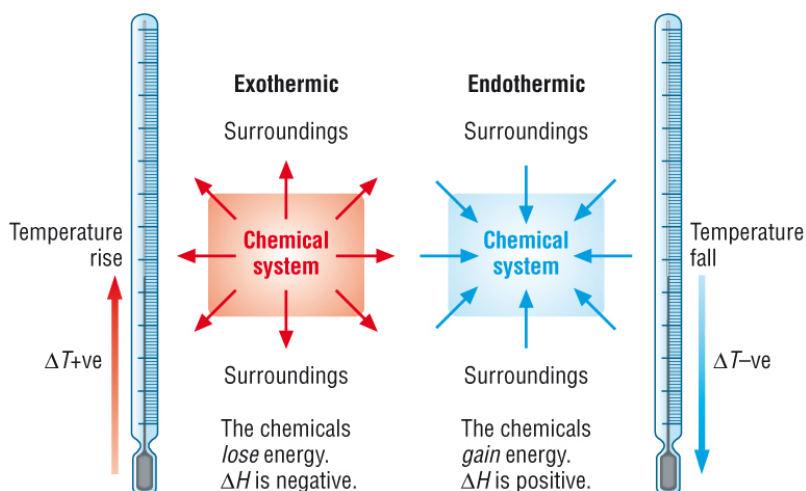 Exothermic
Surroundings
Chemical
system
Surroundings
The chemicals
lose energy.
ΔH is negative.
Endothermic
Surroundings
Chemical
system
Surroundings
The chemicals
gain energy.
ΔH is positive.
Temperature
rise
ΔT+ve
Temperature
fall
ΔT–ve